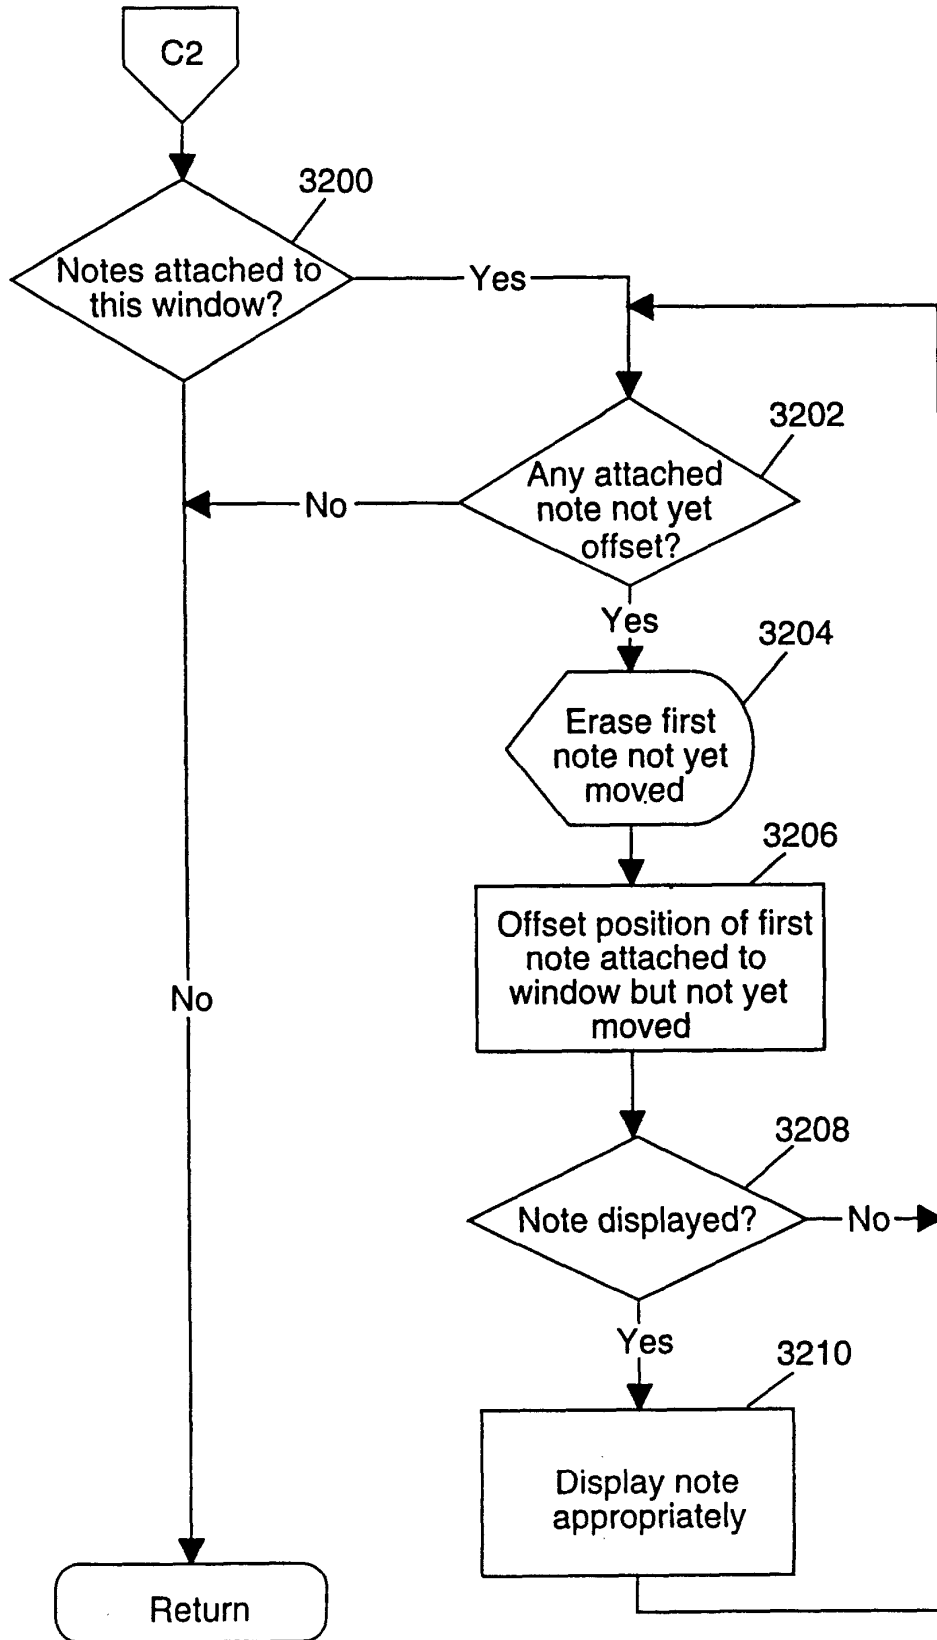 C2
3200
Notes attached to
this window?
Yes
3202
Any attached
note not yet
offset?
No
Yes
3204
Erase first
note not yet
moved
3206
Offset position of first
note attached to
window but not yet
moved
No
3208
Note displayed?
No
Yes
3210
Display note
appropriately
Return